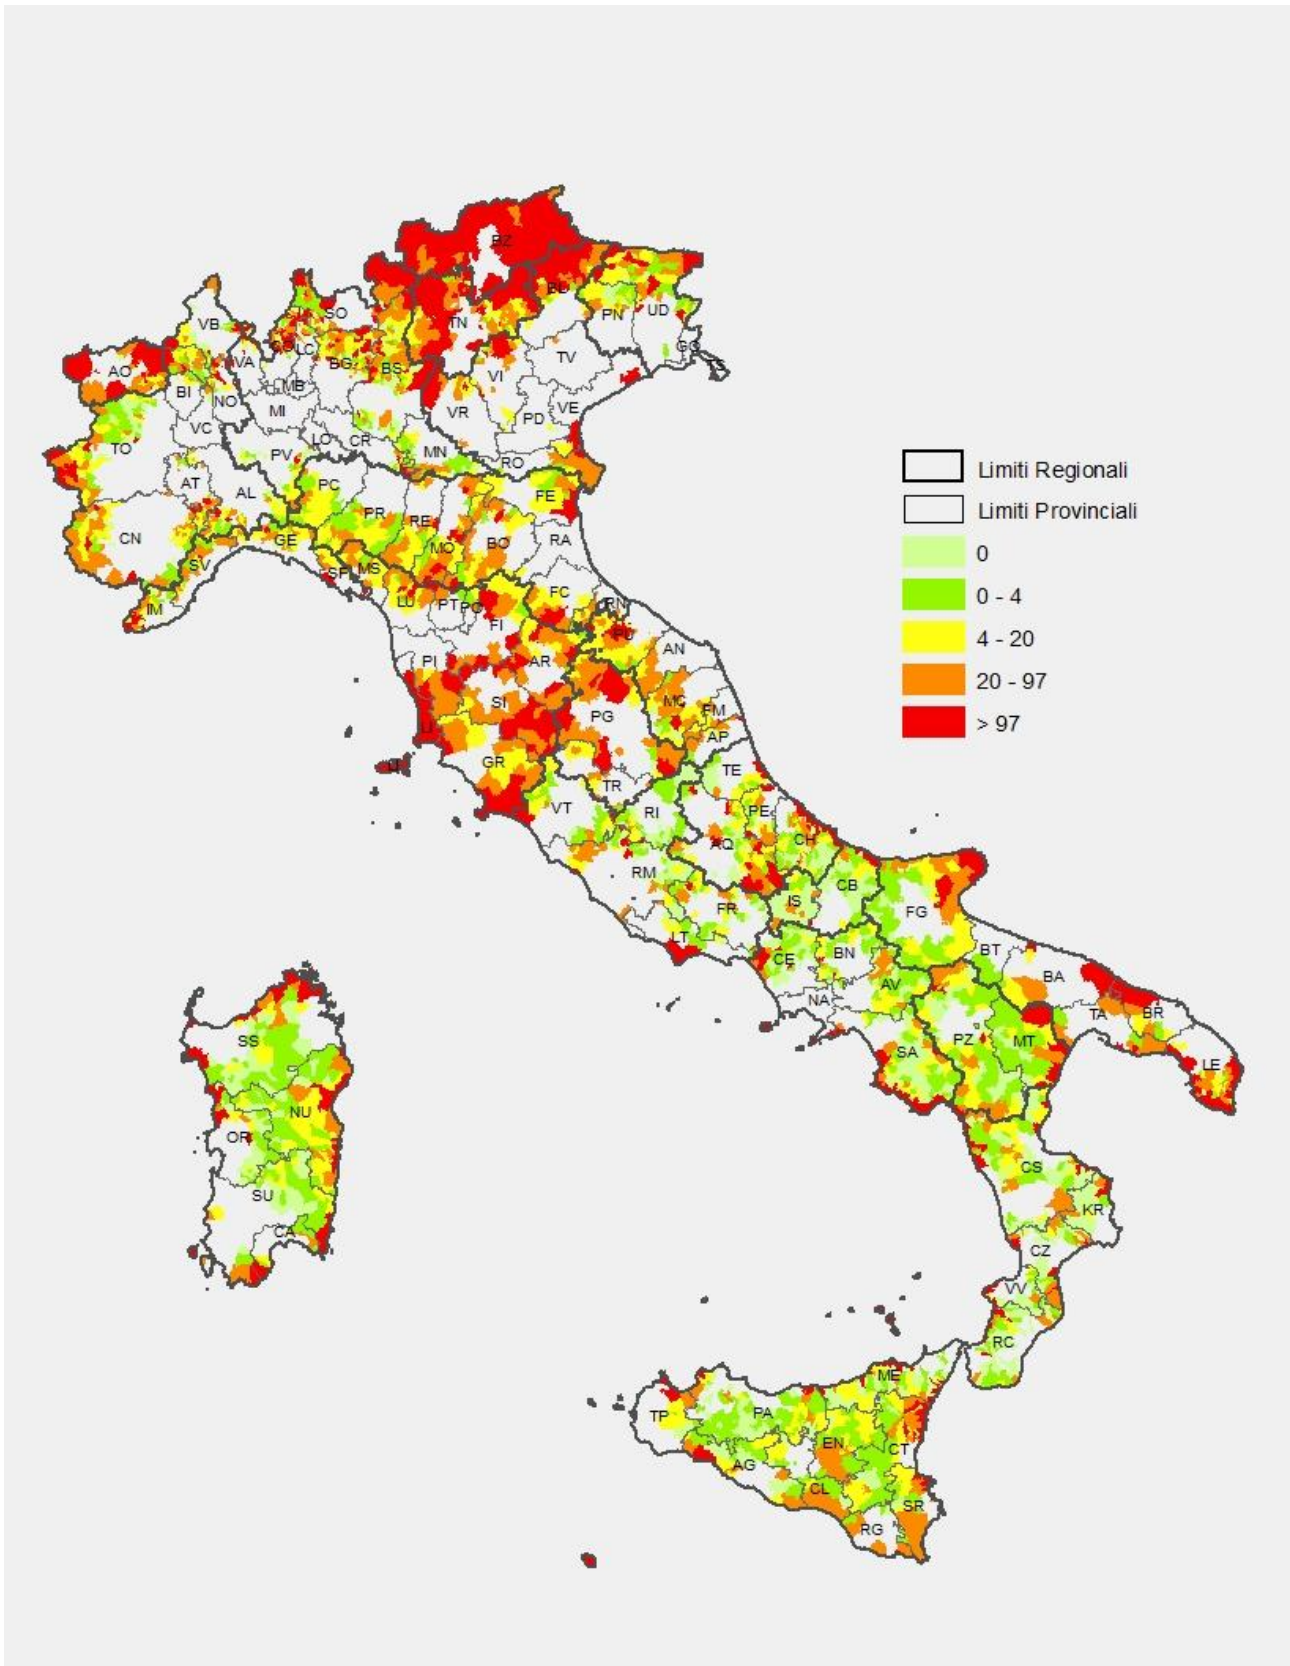 BZ
BL
SO
TN
PN
UD
VB
GO
TS
AO
VA
CO
LC
BG
BS
TV
VI
BI
NO
MB
VR
PD
VE
MI
TO
VC
LO
CR
MN
RO
PV
AT
AL
PC
FE
PR
RE
CN
GE
MO
BO
RA
SV
SP
MS
FC
IM
LU
PT
PO
RN
FI
PU
PI
AR
AN
SI
MC
PG
FM
LI
AP
GR
TE
LI
TR
VT
RI
PE
AQ
CH
RM
CB
IS
FR
FG
LT
BT
CE
BN
BA
AV
NA
TA
BR
SS
SA
PZ
MT
LE
NU
OR
CS
SU
KR
CA
CZ
VV
RC
ME
TP
PA
EN
CT
AG
CL
SR
RG
Limiti Regionali
Limiti Provinciali
0
0 - 4
4 - 20
20 - 97
> 97